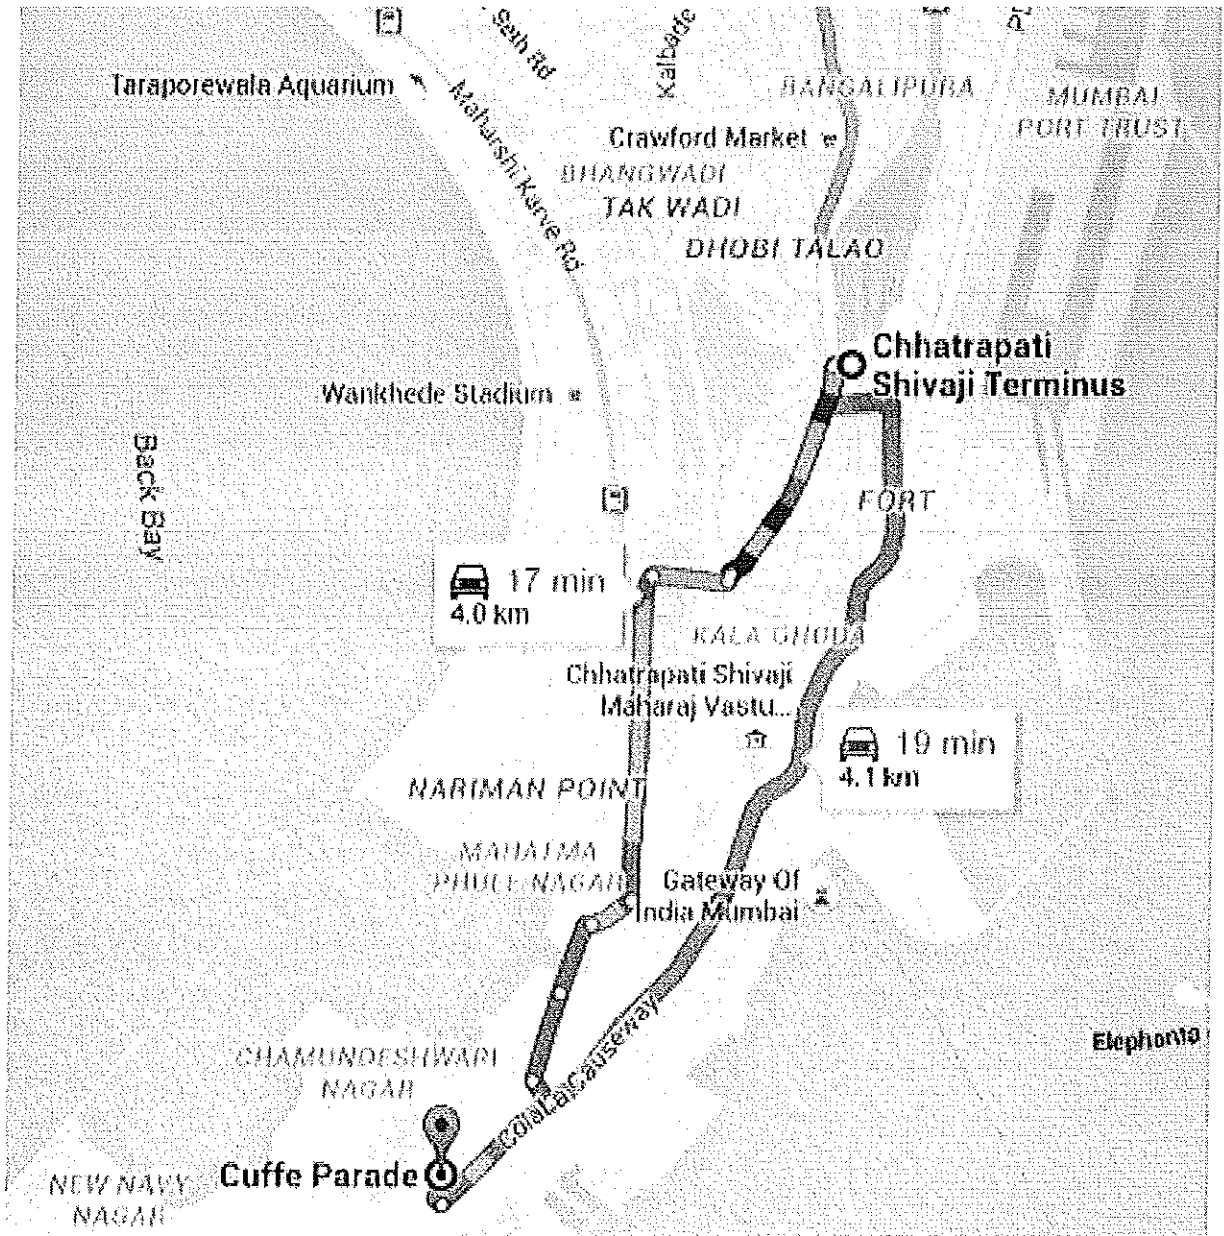 Seth Rd
Kalbade
Taraporewala Aquarium
BANGALIPURA
MUMBAI
PORT TRUST
Maharshi Karve Rd
Crawford Market
BHANGWADI
TAK WADI
DHOBI TALAO
Chhatrapati
Shivaji Terminus
Wankhede Stadium
Back Bay
FORT
17 min
4.0 km
KALA GHODA
Chhatrapati Shivaji
Maharaj Vastu...
19 min
4.1 km
NARIMAN POINT
MAHATMA
PHULE NAGAR
Gateway Of
India Mumbai
Elephanta
CHAMUNDESHWARI
NAGAR
Colaba Causeway
Cuffe Parade
NEW NAVY
NAGAR